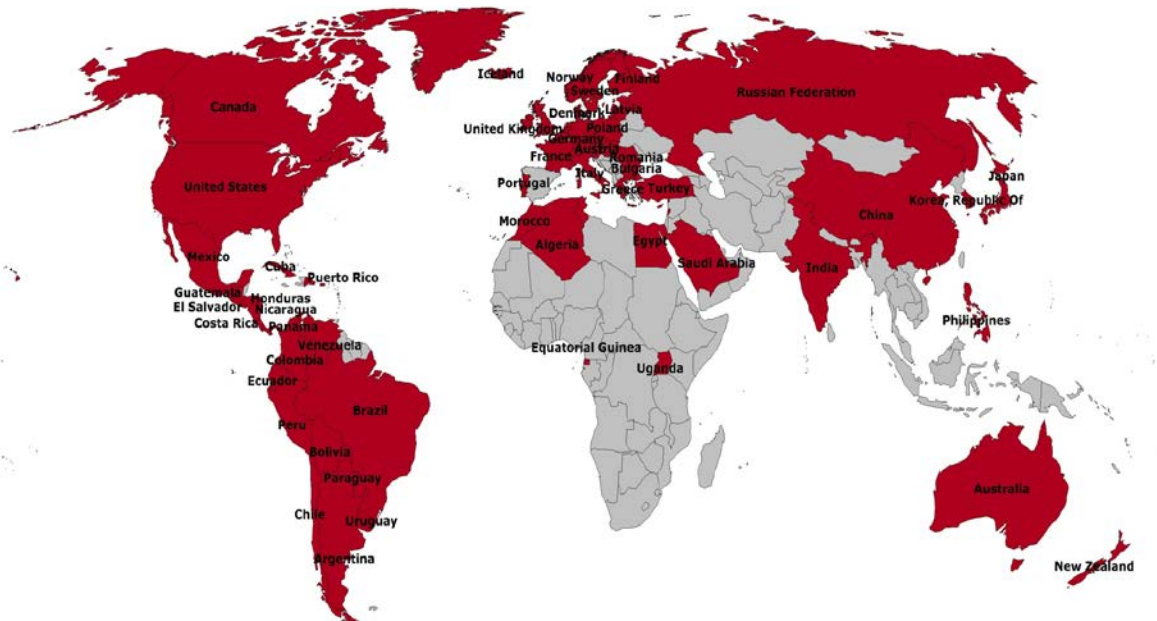 Iceland
Norway
Finland
Sweden
Russian Federation
Canada
Denmark
Latvia
United Kingdom
Poland
Germany
Austria
France
Romania
Bulgaria
Italy
Japan
United States
Portugal
Greece
Turkey
Korea, Republic Of
China
Morocco
Algeria
Egypt
Mexico
Saudi Arabia
India
Cuba
Puerto Rico
Guatemala
Honduras
El Salvador
Nicaragua
Costa Rica
Panama
Philippines
Venezuela
Equatorial Guinea
Colombia
Uganda
Ecuador
Brazil
Peru
Bolivia
Paraguay
Australia
Chile
Uruguay
Argentina
New Zealand